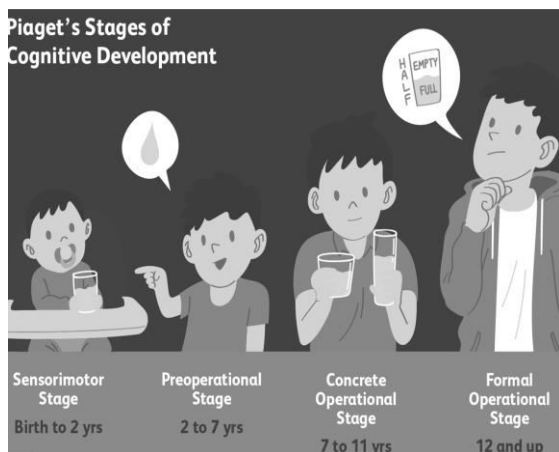 Piaget's Stages of
Cognitive Development
HALF
EMPTY
FULL
Sensorimotor
Stage
Birth to 2 yrs
Preoperational
Stage
2 to 7 yrs
Concrete
Operational
Stage
7 to 11 yrs
Formal
Operational
Stage
12 and up